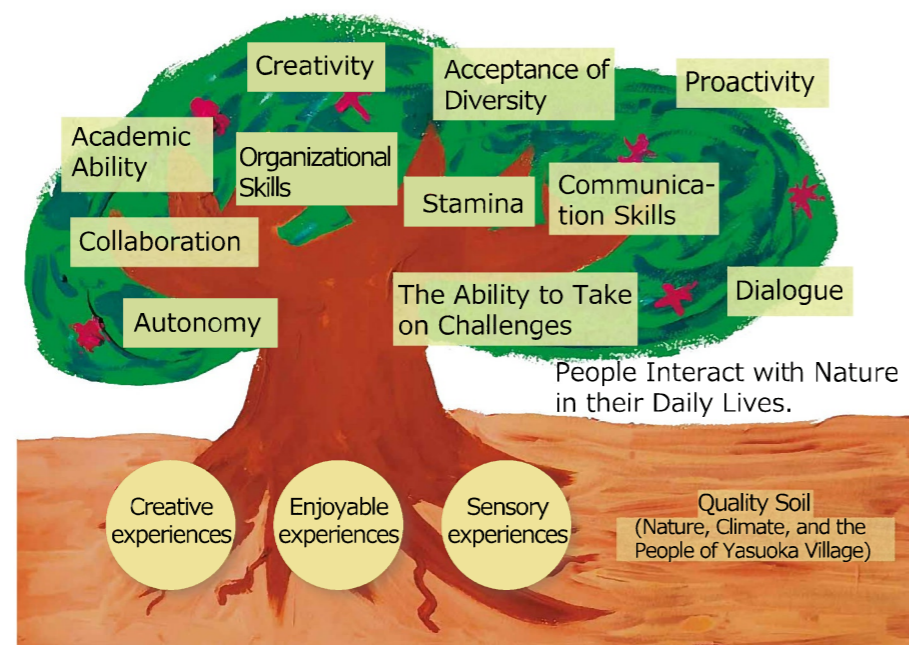 Creativity
Acceptance of
Diversity
Proactivity
Academic
Ability
Organizational
Skills
Stamina
Communica-
tion Skills
Collaboration
Autonomy
The Ability to Take
on Challenges
Dialogue
People Interact with Nature
in their Daily Lives.
Creative
experiences
Enjoyable
experiences
Sensory
experiences
Quality Soil
(Nature, Climate, and the
People of Yasuoka Village)